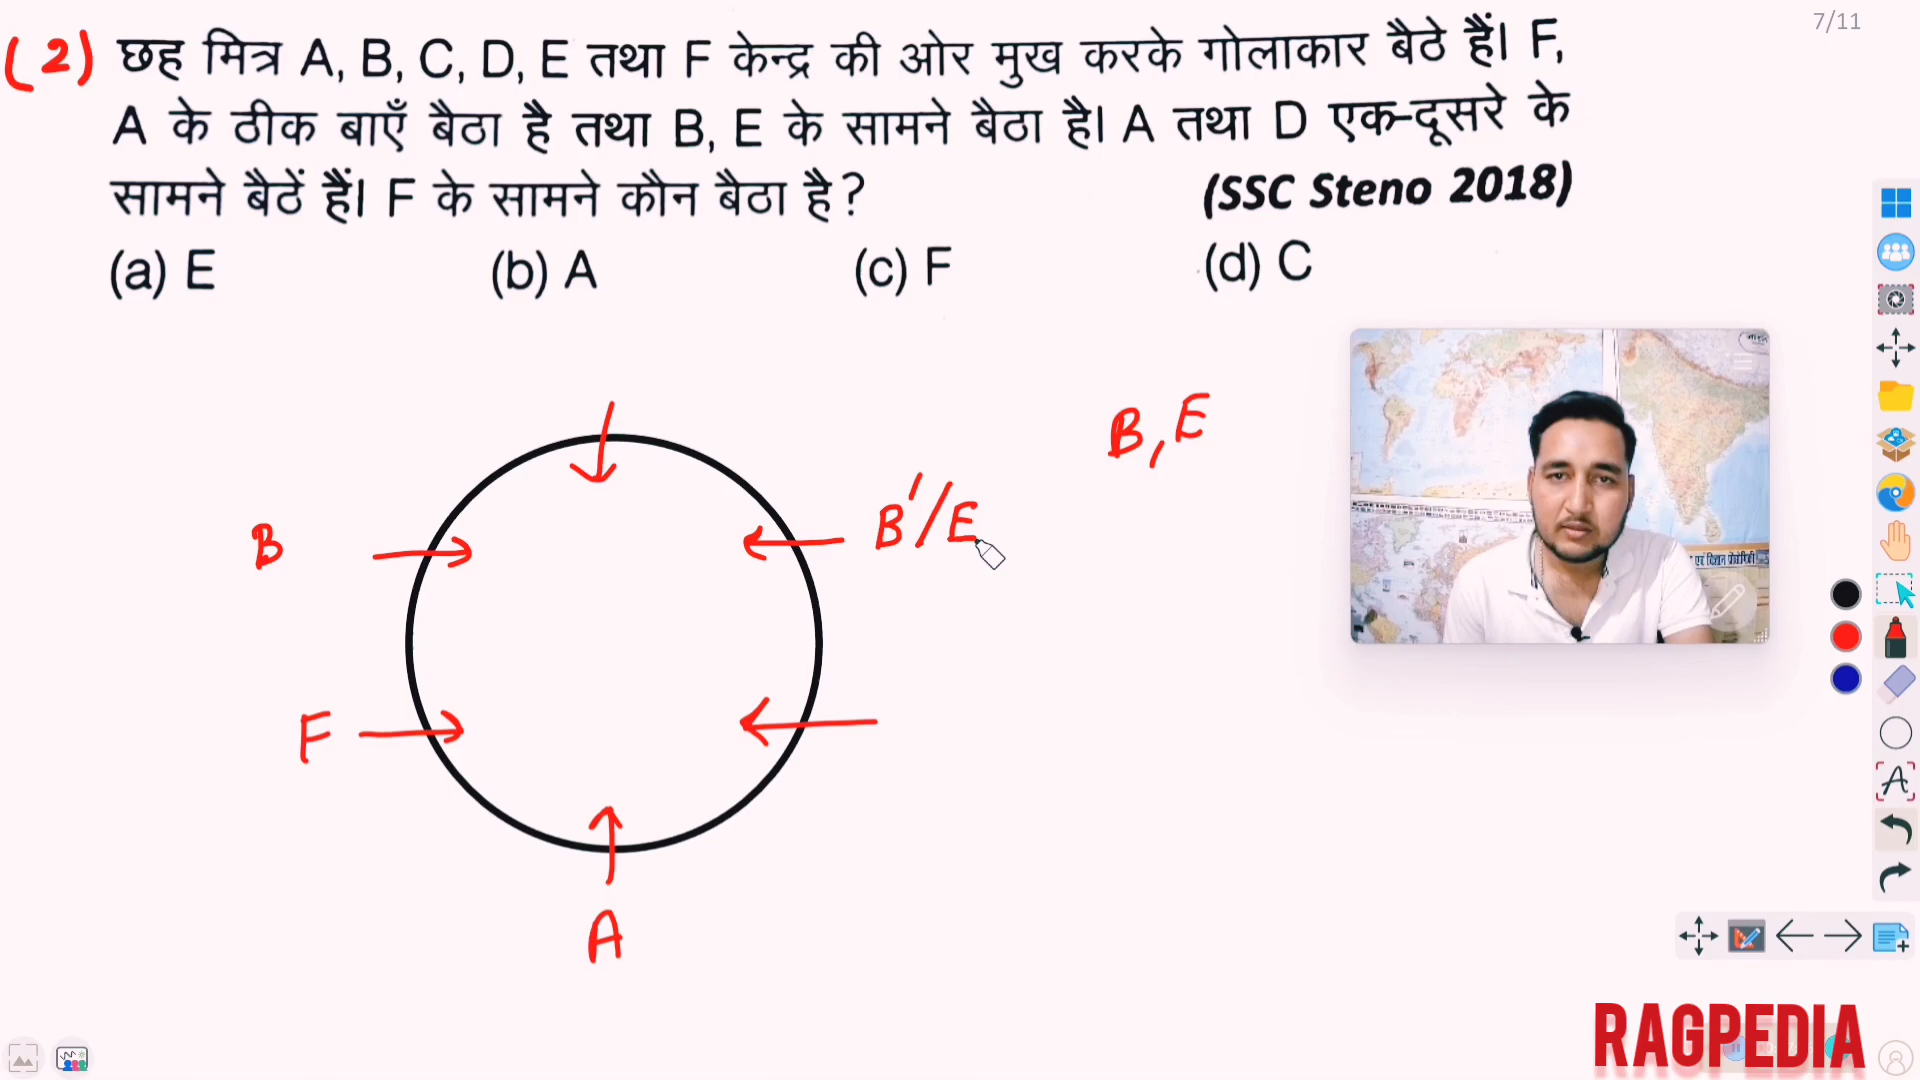 7/11
(2) छह मित्र A, B, C, D, E तथा F केन्द्र की ओर मुख करके गोलाकार बैठे हैं। F,
A के ठीक बाएँ बैठा है तथा B, E के सामने बैठा है। A तथा D एक-दूसरे के
सामने बैठें हैं। F के सामने कौन बैठा है?
(SSC Steno 2018)
(a) E (b) A (c) F (d) C
B, E
B'/E
B
F
A
RAGPEDIA